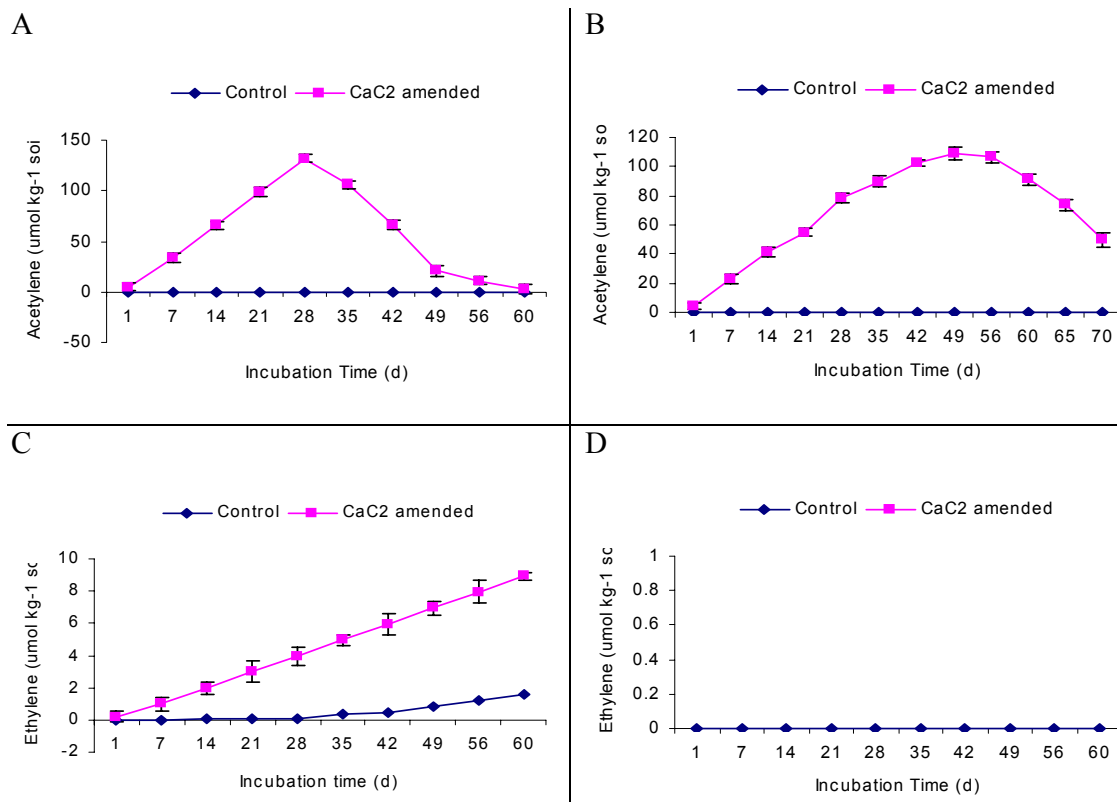 A
Control CaC2 amended
Acetylene (umol kg-1 soi
150
100
50
0
-50
1 7 14 21 28 35 42 49 56 60
Incubation Time (d)
B
Control CaC2 amended
Acetylene (umol kg-1 so
120
100
80
60
40
20
0
1 7 14 21 28 35 42 49 56 60 65 70
Incubation Time (d)
C
Control CaC2 amended
Ethylene (umol kg-1 sc
10
8
6
4
2
0
-2
1 7 14 21 28 35 42 49 56 60
Incubation time (d)
D
Control CaC2 amended
Ethylene (umol kg-1 sc
1
0.8
0.6
0.4
0.2
0
1 7 14 21 28 35 42 49 56 60
Incubation Time (d)